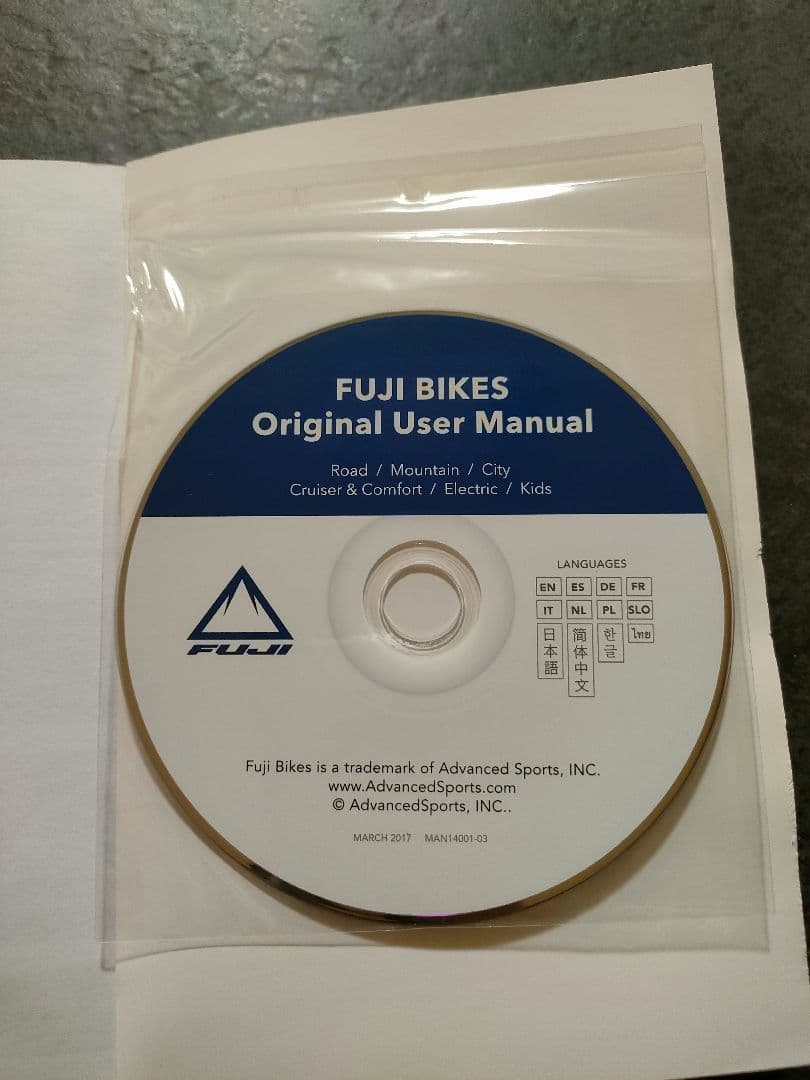 FUJI BIKES
Original User Manual
Road / Mountain / City
Cruiser & Comfort / Electric / Kids
FUJI
LANGUAGES
EN ES DE FR
IT NL PL SLO
日本語 简体中文 한글 ไทย
Fuji Bikes is a trademark of Advanced Sports, INC.
www.AdvancedSports.com
© AdvancedSports, INC..
MARCH 2017 MAN14001-03